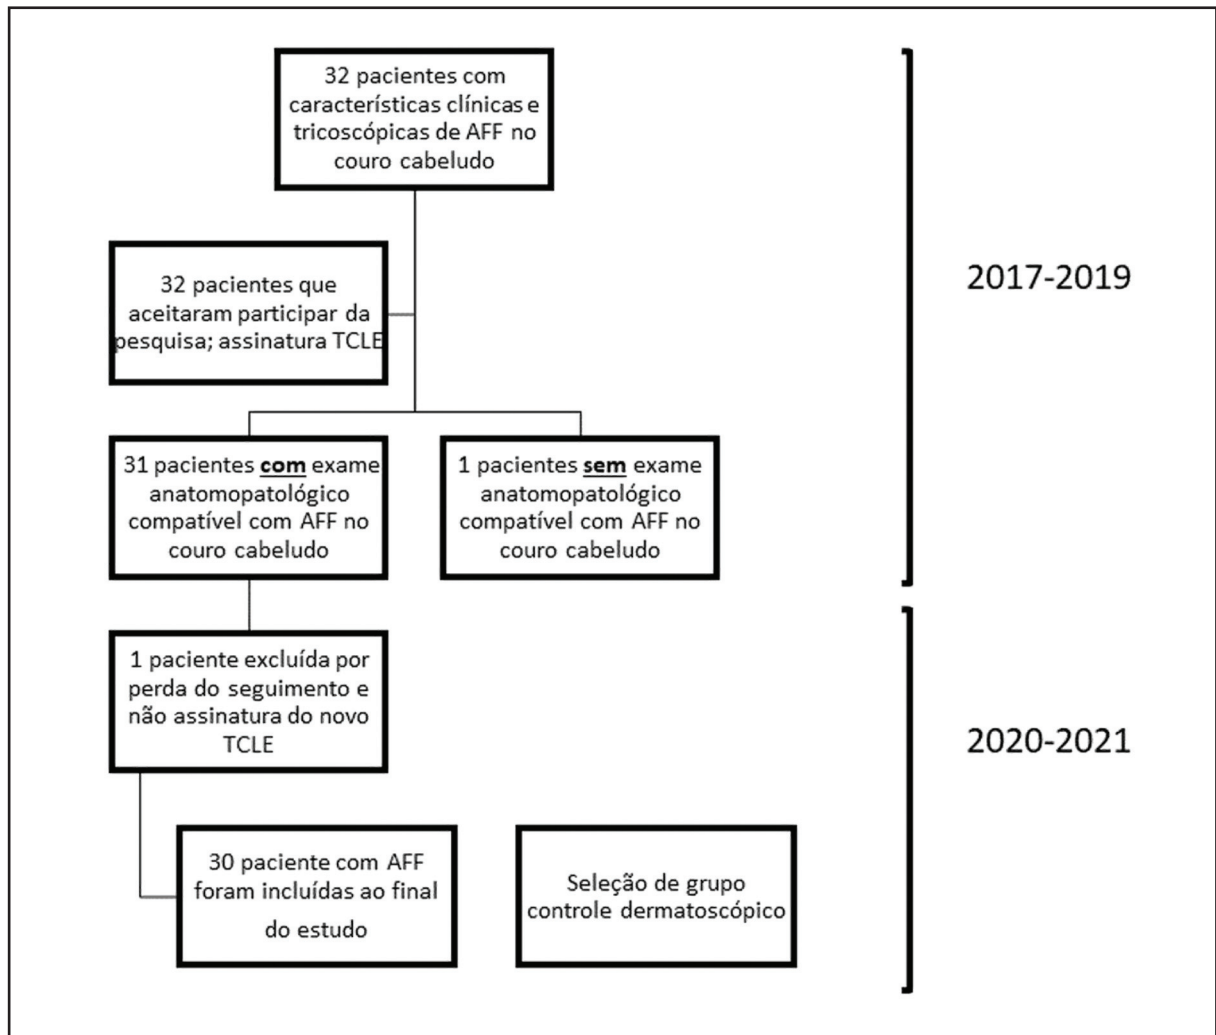 32 pacientes com
características clínicas e
tricoscópicas de AFF no
couro cabeludo
32 pacientes que
aceitaram participar da
pesquisa; assinatura TCLE
2017-2019
31 pacientes com exame
anatomopatológico
compatível com AFF no
couro cabeludo
1 pacientes sem exame
anatomopatológico
compatível com AFF no
couro cabeludo
1 paciente excluída por
perda do seguimento e
não assinatura do novo
TCLE
2020-2021
30 paciente com AFF
foram incluídas ao final
do estudo
Seleção de grupo
controle dermatoscópico